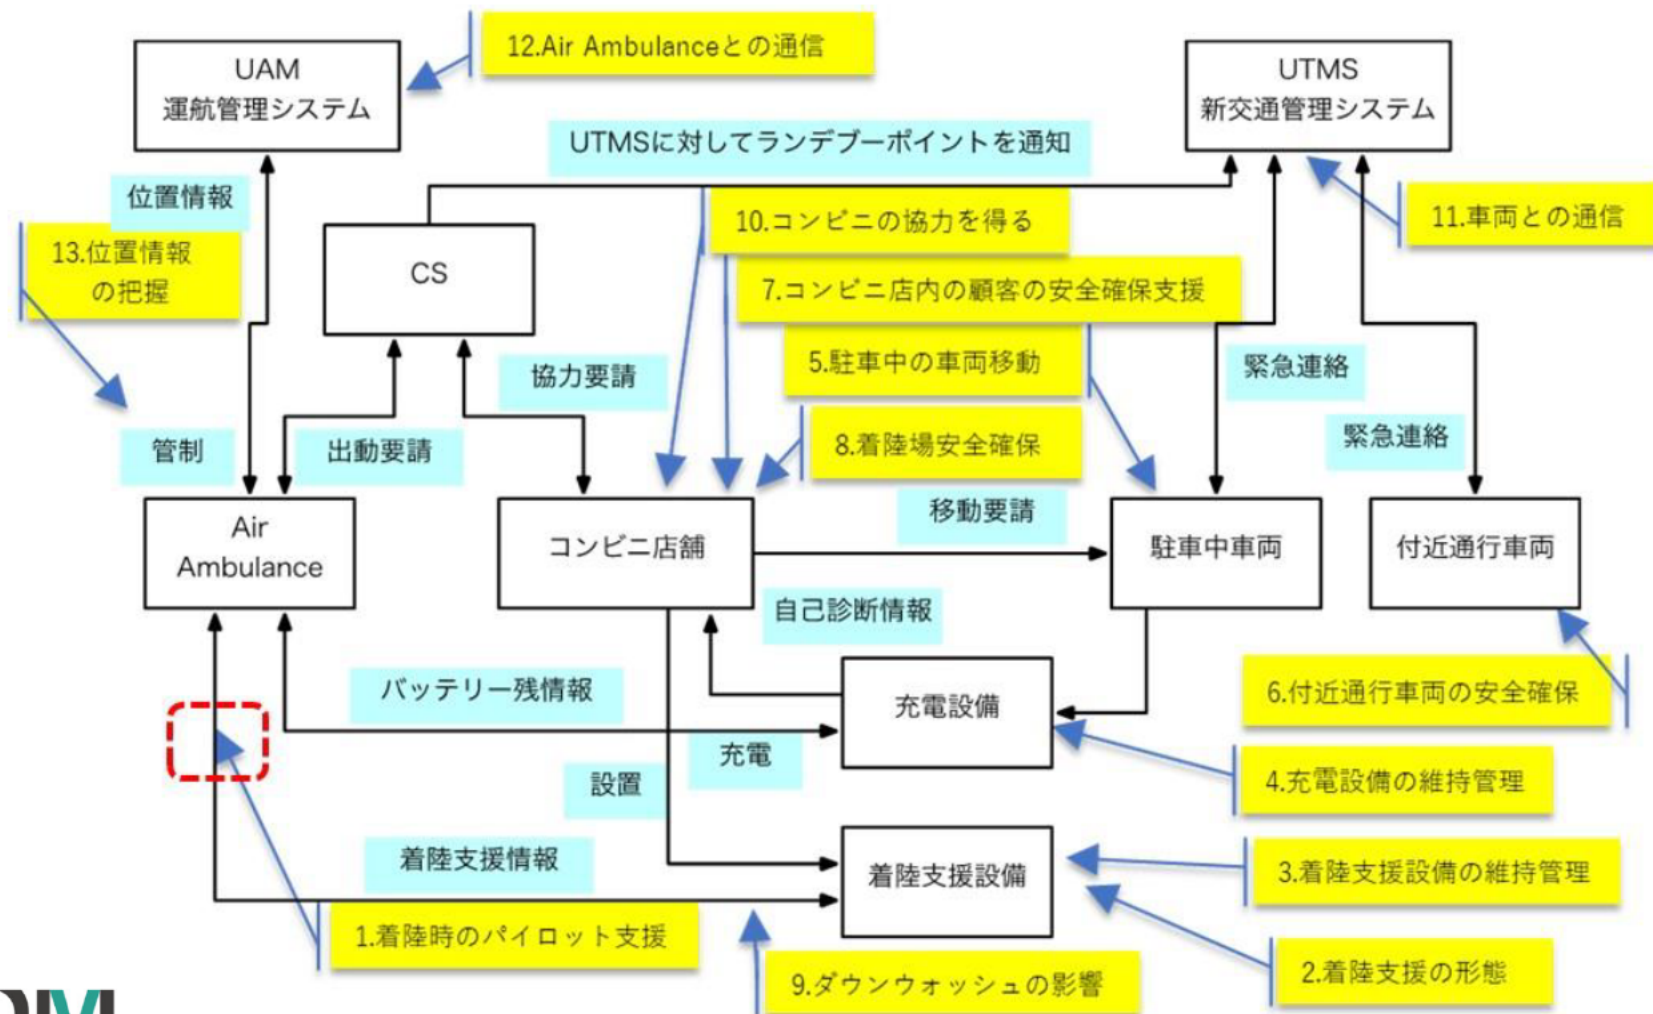 12.Air Ambulanceとの通信
UAM
運航管理システム
UTMS
新交通管理システム
UTMSに対してランデブーポイントを通知
位置情報
10.コンビニの協力を得る
11.車両との通信
13.位置情報
の把握
CS
7.コンビニ店内の顧客の安全確保支援
5.駐車中の車両移動
協力要請
緊急連絡
管制
出動要請
8.着陸場安全確保
緊急連絡
移動要請
Air
Ambulance
コンビニ店舗
駐車中車両
付近通行車両
自己診断情報
バッテリー残情報
充電設備
6.付近通行車両の安全確保
充電
設置
4.充電設備の維持管理
着陸支援情報
着陸支援設備
3.着陸支援設備の維持管理
1.着陸時のパイロット支援
9.ダウンウォッシュの影響
2.着陸支援の形態